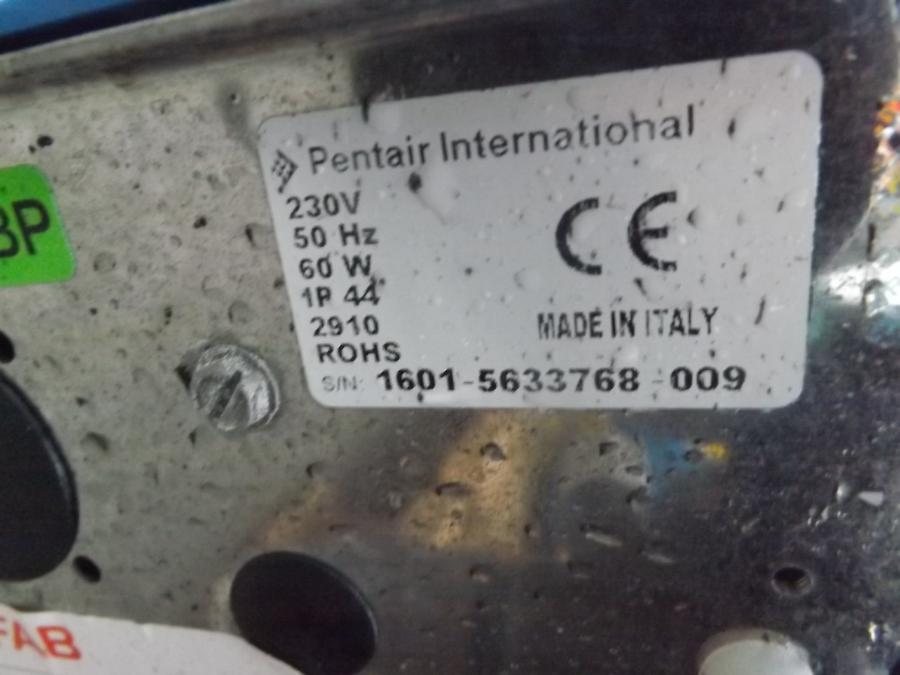 Pentair International
230V
50 Hz
60 W
IP 44
2910
ROHS
CE
MADE IN ITALY
S/N: 1601-5633768-009
BP
FAB